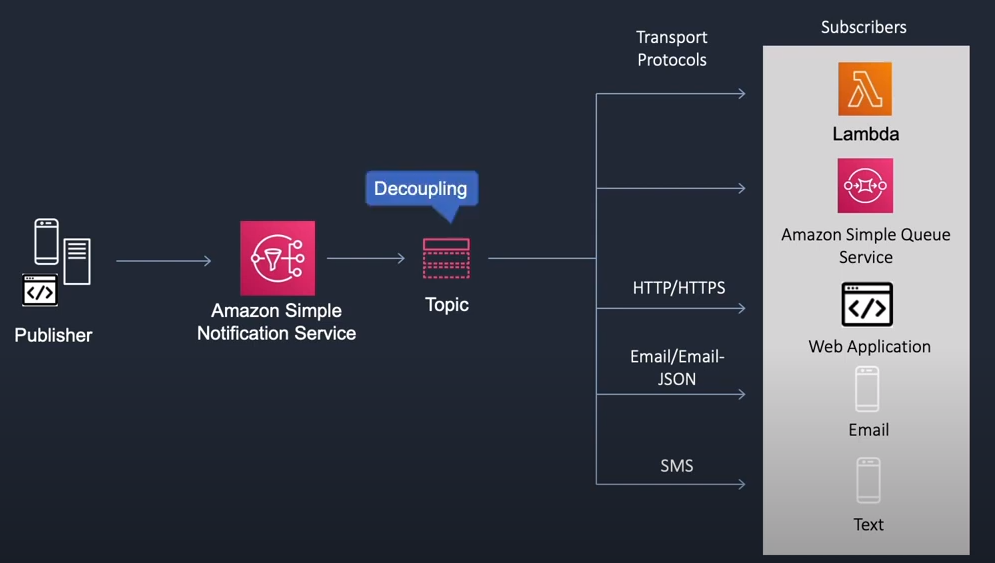 Transport
Protocols
Subscribers
Lambda
Decoupling
Amazon Simple Queue
Service
Publisher
Amazon Simple
Notification Service
Topic
HTTP/HTTPS
</>
Web Application
Email/Email-
JSON
Email
SMS
Text